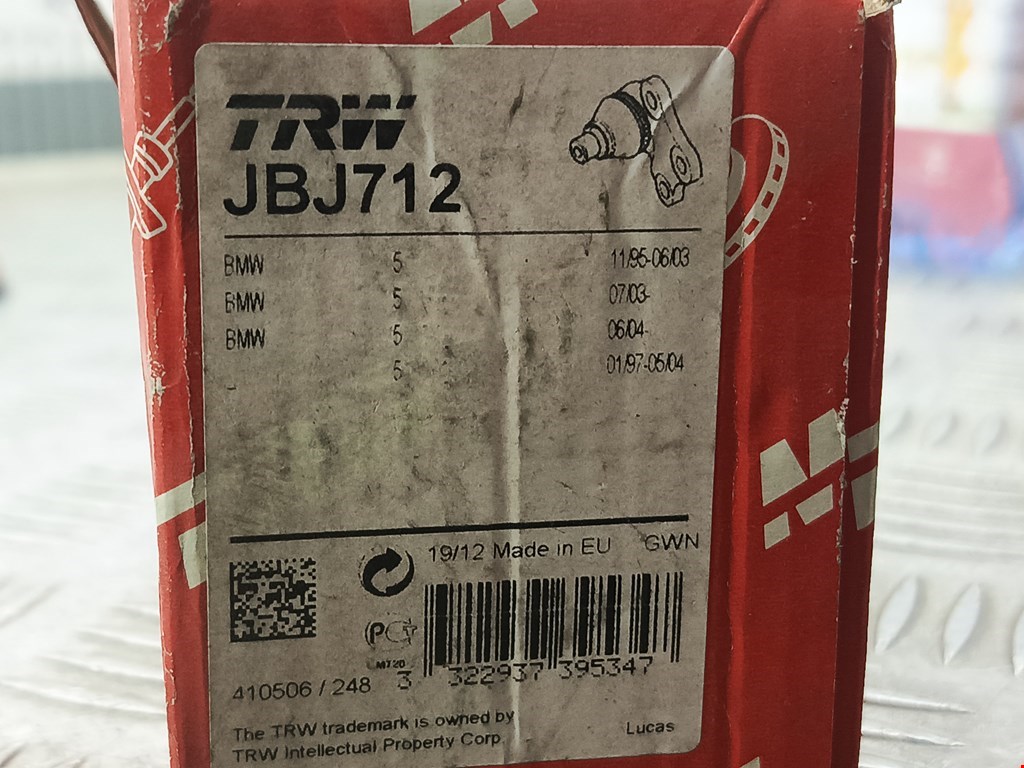 TRW
JBJ712
BMW 5 11/95-06/03
BMW 5 07/03-
BMW 5 06/04-
5 01/97-05/04
19/12 Made in EU GWN
PCT
MT20
410506 / 248
3 322937 395347
The TRW trademark is owned by
TRW Intellectual Property Corp
Lucas